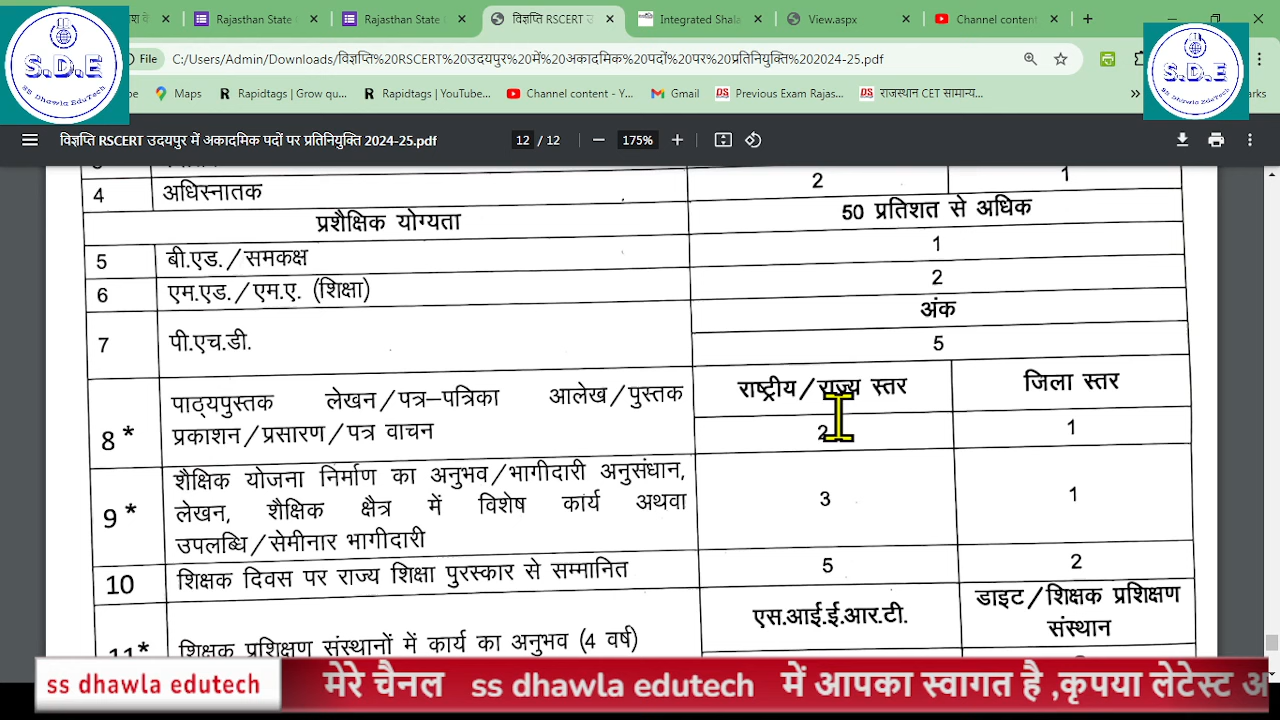 Rajasthan State
Rajasthan State
विज्ञप्ति RSCERT उ
Integrated Shala
View.aspx
Channel content
S.D.E
SS Dhawla EduTech
File C:/Users/Admin/Downloads/विज्ञप्ति%20RSCERT%20उदयपुर%20में%20अकादमिक%20पदों%20पर%20प्रतिनियुक्ति%202024-25.pdf
S.D.E
SS Dhawla EduTech
Maps
Rapidtags | Grow qu...
Rapidtags | YouTube...
Channel content - Y...
Gmail
Previous Exam Rajas...
राजस्थान CET सामान्य...
विज्ञप्ति RSCERT उदयपुर में अकादमिक पदों पर प्रतिनियुक्ति 2024-25.pdf
12 / 12
175%
4 अधिस्नातक 2 1
प्रशैक्षिक योग्यता 50 प्रतिशत से अधिक
5 बी.एड./समकक्ष 1
6 एम.एड./एम.ए. (शिक्षा) 2
अंक
7 पी.एच.डी. 5
राष्ट्रीय/राज्य स्तर जिला स्तर
8* पाठ्यपुस्तक लेखन/पत्र–पत्रिका आलेख/पुस्तक
प्रकाशन/प्रसारण/पत्र वाचन 2 1
9* शैक्षिक योजना निर्माण का अनुभव/भागीदारी अनुसंधान,
लेखन, शैक्षिक क्षैत्र में विशेष कार्य अथवा 3 1
उपलब्धि/सेमीनार भागीदारी
10 शिक्षक दिवस पर राज्य शिक्षा पुरस्कार से सम्मानित 5 2
एस.आई.ई.आर.टी. डाइट/शिक्षक प्रशिक्षण
संस्थान
11* शिक्षक प्रशिक्षण संस्थानों में कार्य का अनुभव (4 वर्ष)
ss dhawla edutech मेरे चैनल ss dhawla edutech में आपका स्वागत है ,कृपया लेटेस्ट